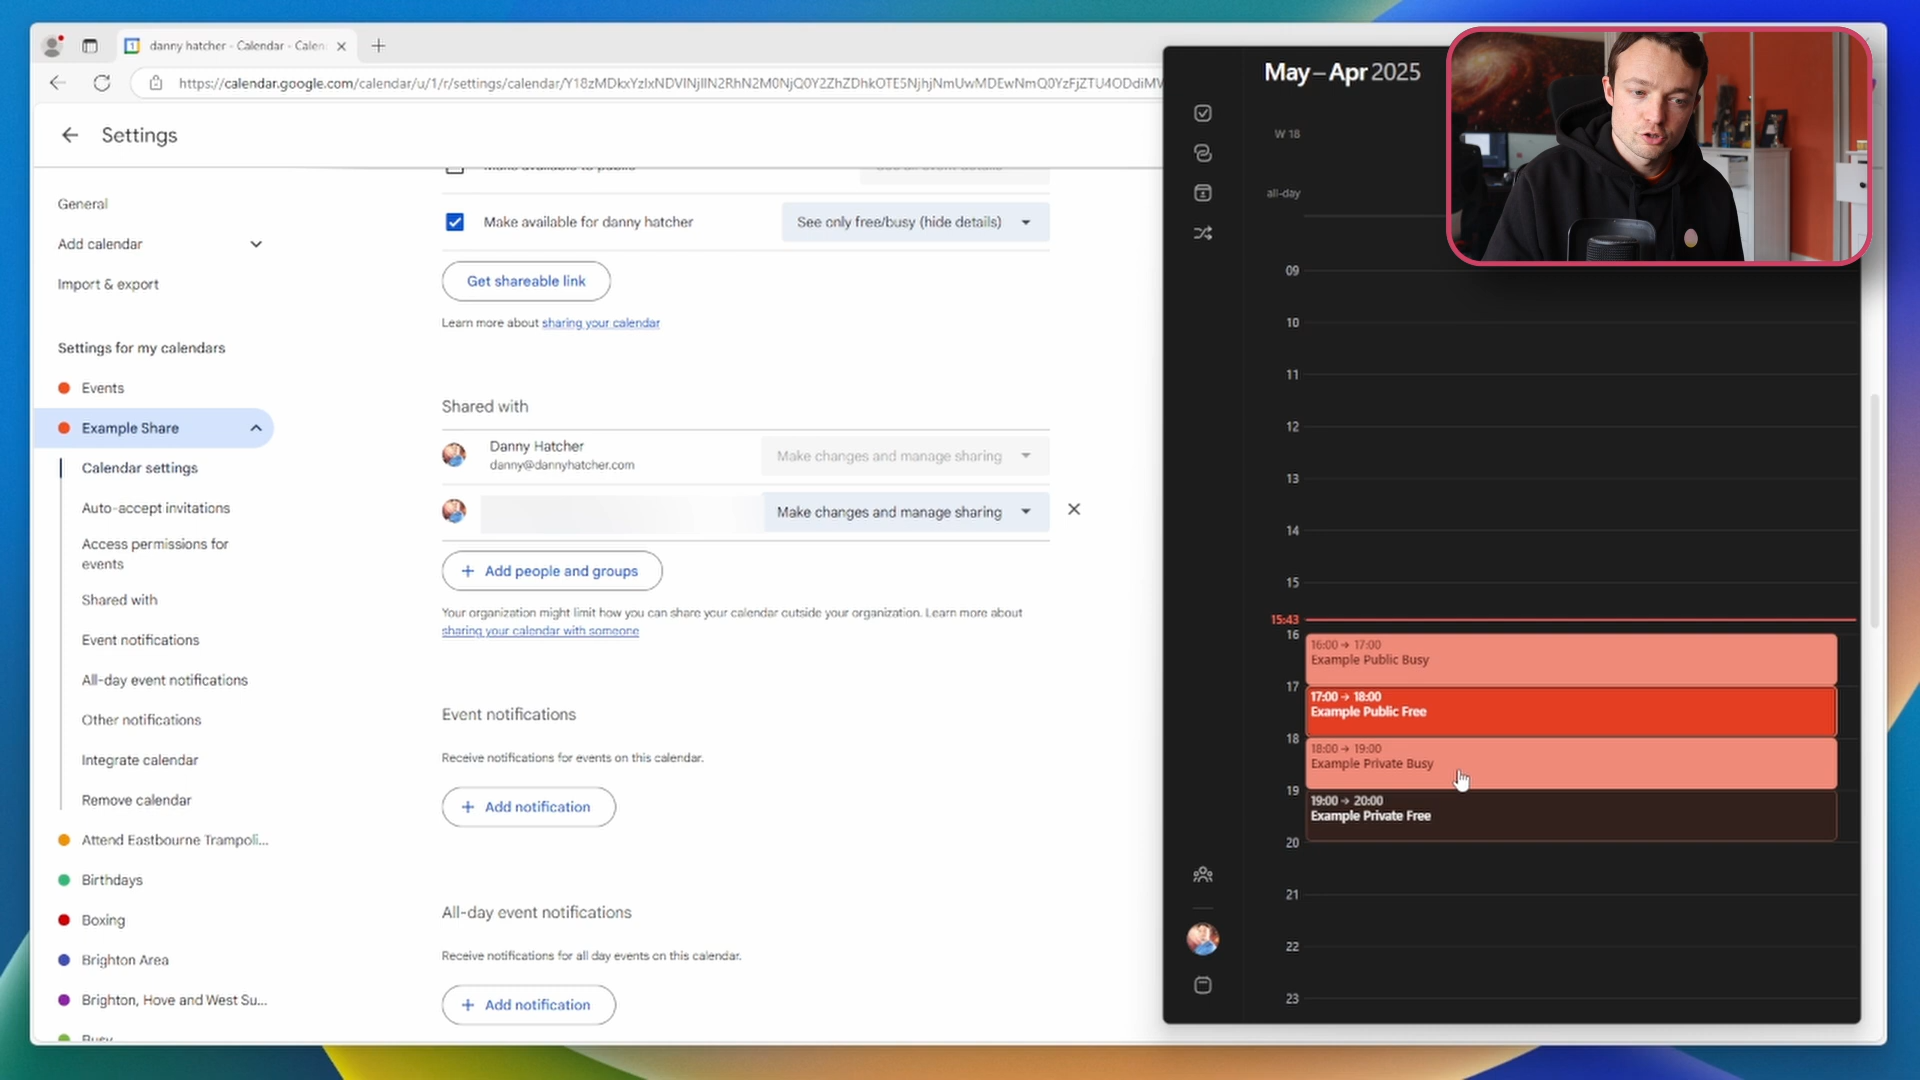 danny hatcher - Calendar - Calen
https://calendar.google.com/calendar/u/1/r/settings/calendar/
Settings
General
Add calendar
Import & export
Settings for my calendars
Events
Example Share
Calendar settings
Auto-accept invitations
Access permissions for
events
Shared with
Event notifications
All-day event notifications
Other notifications
Integrate calendar
Remove calendar
Attend Eastbourne Trampoli...
Birthdays
Boxing
Brighton Area
Brighton, Hove and West Su...
Busy
Make available to public
See all event details
Make available for danny hatcher
See only free/busy (hide details)
Get shareable link
Learn more about sharing your calendar
Shared with
Danny Hatcher
danny@dannyhatcher.com
Make changes and manage sharing
Make changes and manage sharing
Add people and groups
Your organization might limit how you can share your calendar outside your organization. Learn more about
sharing your calendar with someone
Event notifications
Receive notifications for events on this calendar.
Add notification
All-day event notifications
Receive notifications for all day events on this calendar.
Add notification
May – Apr 2025
W 18
all-day
09
10
11
12
13
14
15
15:43
16
16:00 → 17:00
Example Public Busy
17
17:00 → 18:00
Example Public Free
18
18:00 → 19:00
Example Private Busy
19
19:00 → 20:00
Example Private Free
20
21
22
23